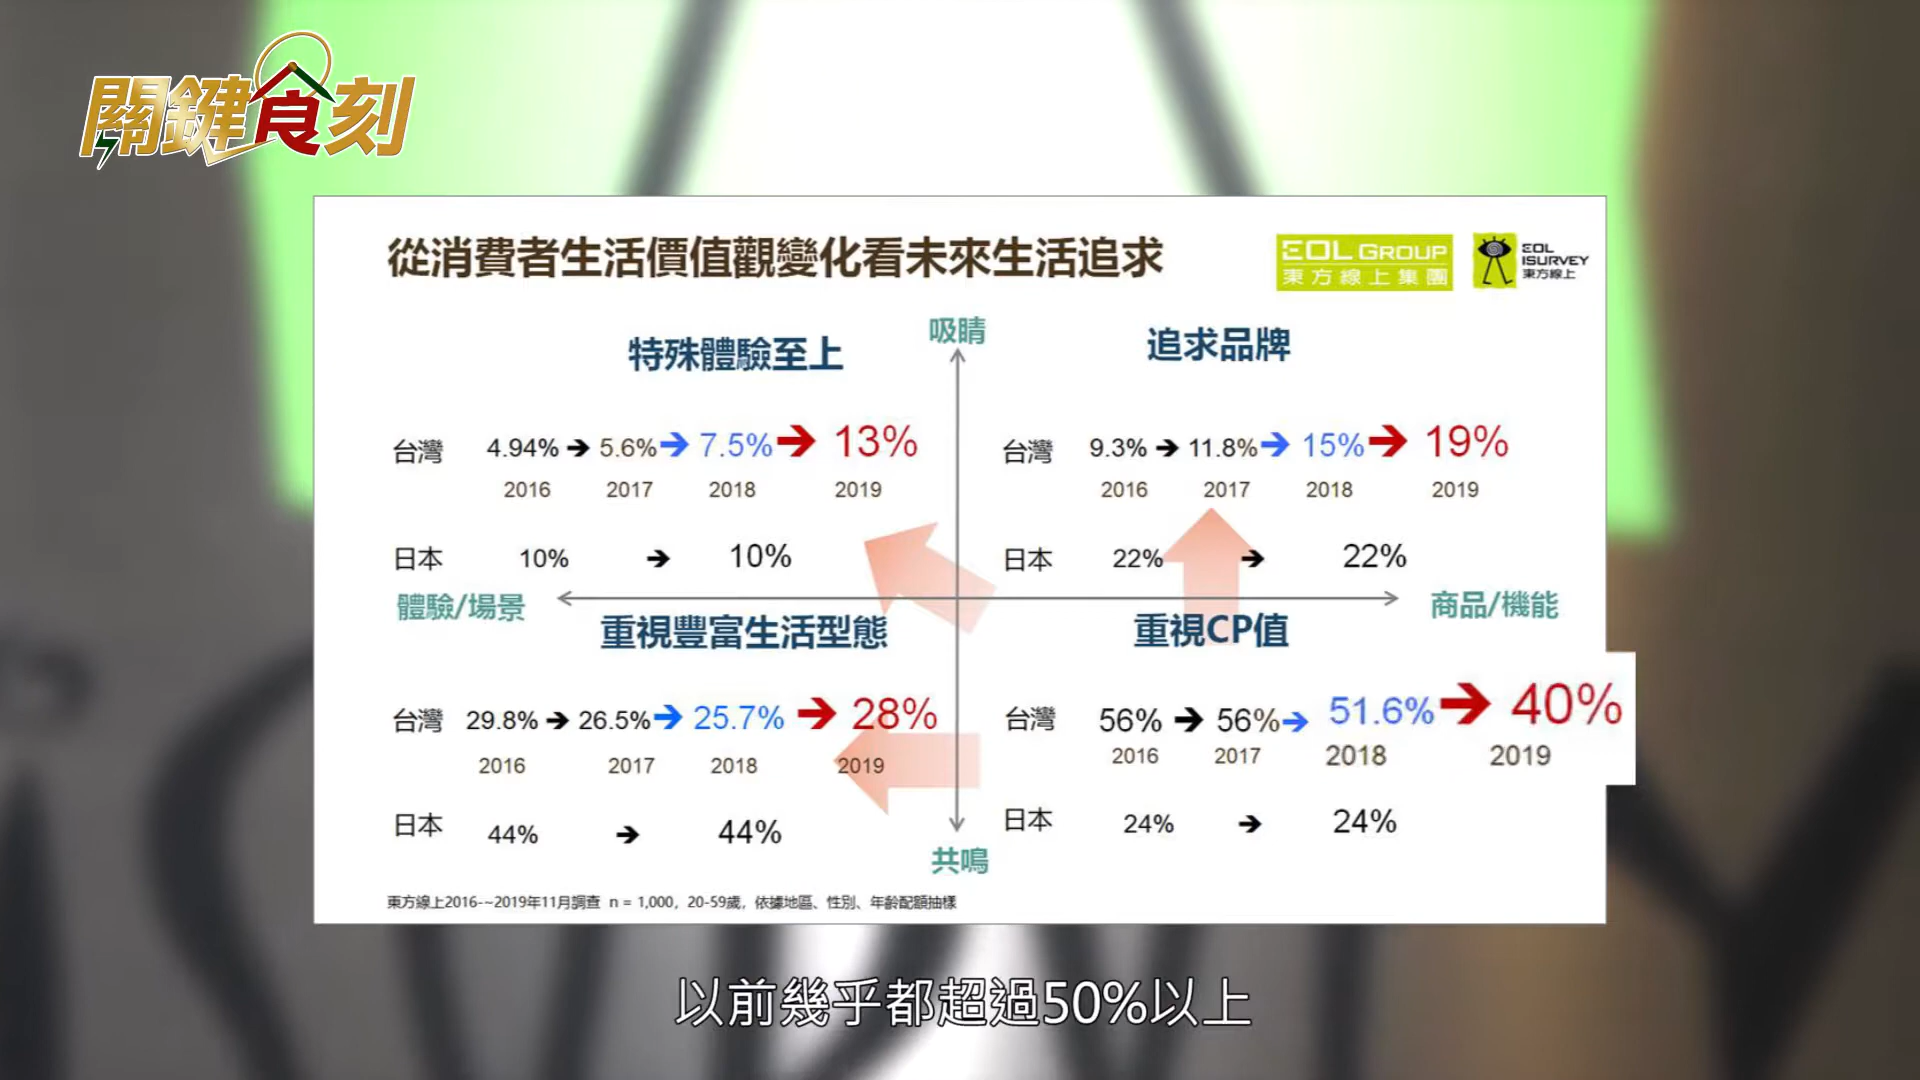 關鍵食刻
從消費者生活價值觀變化看未來生活追求
EOL GROUP
東方線上集團
EOL
ISURVEY
東方線上
吸睛
特殊體驗至上
台灣 4.94% ➔ 5.6% ➔ 7.5% ➔ 13%
2016 2017 2018 2019
日本 10% ➔ 10%
追求品牌
台灣 9.3% ➔ 11.8% ➔ 15% ➔ 19%
2016 2017 2018 2019
日本 22% ➔ 22%
體驗/場景
商品/機能
重視豐富生活型態
台灣 29.8% ➔ 26.5% ➔ 25.7% ➔ 28%
2016 2017 2018 2019
日本 44% ➔ 44%
重視CP值
台灣 56% ➔ 56% ➔ 51.6% ➔ 40%
2016 2017 2018 2019
日本 24% ➔ 24%
共鳴
東方線上2016-~2019年11月調查 n = 1,000，20-59歲，依據地區、性別、年齡配額抽樣
以前幾乎都超過50%以上